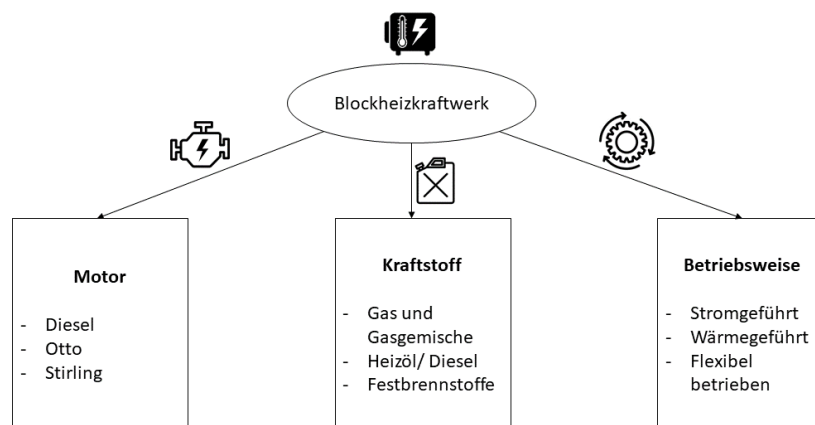 Blockheizkraftwerk
Motor
- Diesel
- Otto
- Stirling
Kraftstoff
- Gas und
Gasgemische
- Heizöl/ Diesel
- Festbrennstoffe
Betriebsweise
- Stromgeführt
- Wärmegeführt
- Flexibel
betrieben